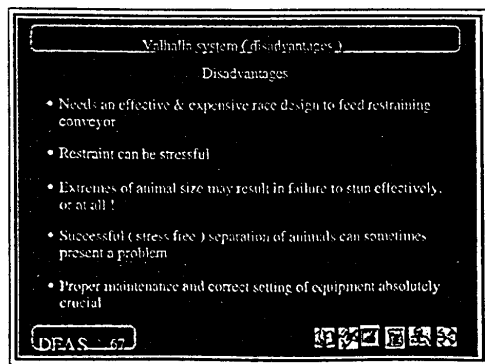 Valhalla system ( disadvantages )
Disadvantages
• Needs an effective & expensive race design to feed restraining
conveyor
• Restraint can be stressful
• Extremes of animal size may result in failure to stun effectively,
or at all !
• Successful ( stress free ) separation of animals can sometimes
present a problem
• Proper maintenance and correct setting of equipment absolutely
crucial
DEAS 67